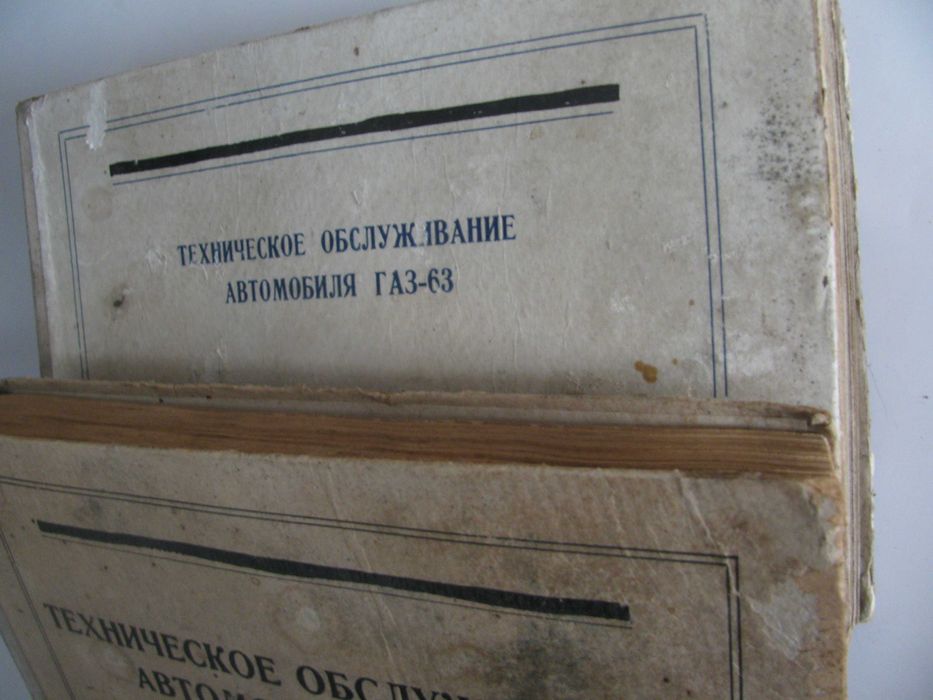 ТЕХНИЧЕСКОЕ ОБСЛУЖИВАНИЕ
АВТОМОБИЛЯ ГАЗ-63
ТЕХНИЧЕСКОЕ